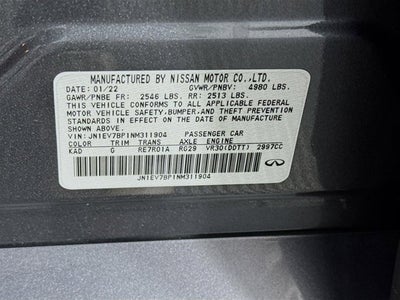 MANUFACTURED BY NISSAN MOTOR CO.,LTD.
DATE: 01/22 GVWR/PNBV: 4980 LBS.
GAWR/PNBE FR: 2546 LBS. RR: 2513 LBS.
THIS VEHICLE CONFORMS TO ALL APPLICABLE FEDERAL
MOTOR VEHICLE SAFETY,BUMPER,AND THEFT PREVENTION
STANDARDS IN EFFECT ON THE DATE OF MANUFACTURE
SHOWN ABOVE.
VIN: JN1EV7BP1NM311904 PASSENGER CAR
COLOR TRIM TRANS AXLE ENGINE
KAD G RE7R01A RG29 VR30(DDTT) 2997CC
JN1EV7BP1NM311904